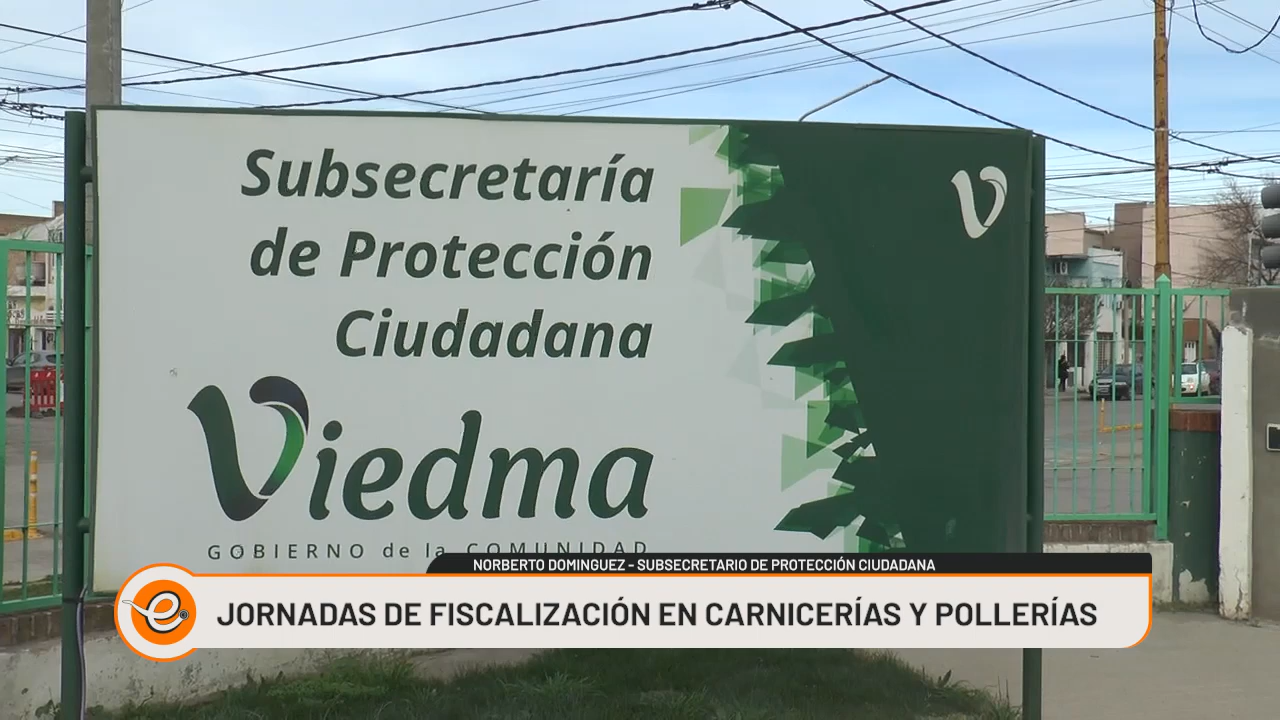 Subsecretaría
de Protección
Ciudadana
Viedma
GOBIERNO de la COMUNIDAD
NORBERTO DOMINGUEZ - SUBSECRETARIO DE PROTECCIÓN CIUDADANA
JORNADAS DE FISCALIZACIÓN EN CARNICERÍAS Y POLLERÍAS